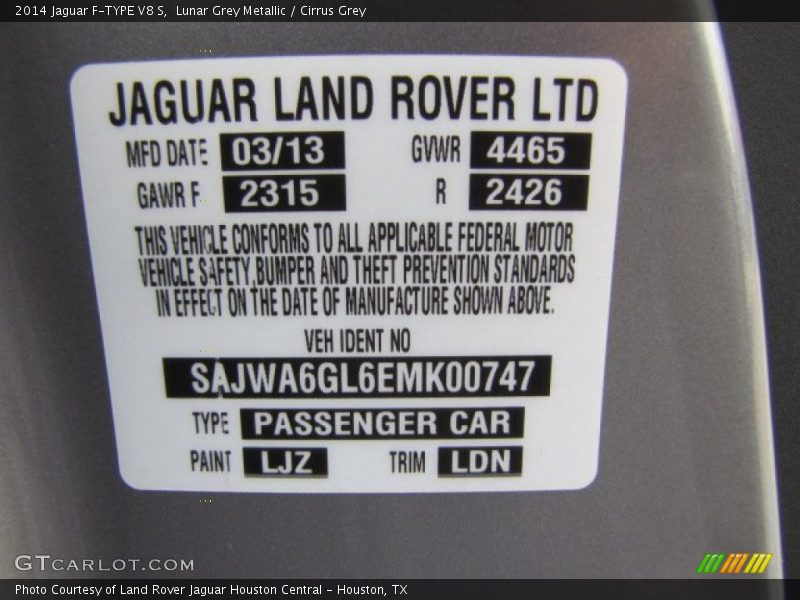 2014 Jaguar F-TYPE V8 S,  Lunar Grey Metallic / Cirrus Grey
JAGUAR LAND ROVER LTD
MFD DATE 03/13 GVWR 4465
GAWR F 2315 R 2426
THIS VEHICLE CONFORMS TO ALL APPLICABLE FEDERAL MOTOR
VEHICLE SAFETY,BUMPER AND THEFT PREVENTION STANDARDS
IN EFFECT ON THE DATE OF MANUFACTURE SHOWN ABOVE.
VEH IDENT NO
SAJWA6GL6EMK00747
TYPE PASSENGER CAR
PAINT LJZ TRIM LDN
GTCARLOT.COM
Photo Courtesy of Land Rover Jaguar Houston Central - Houston, TX